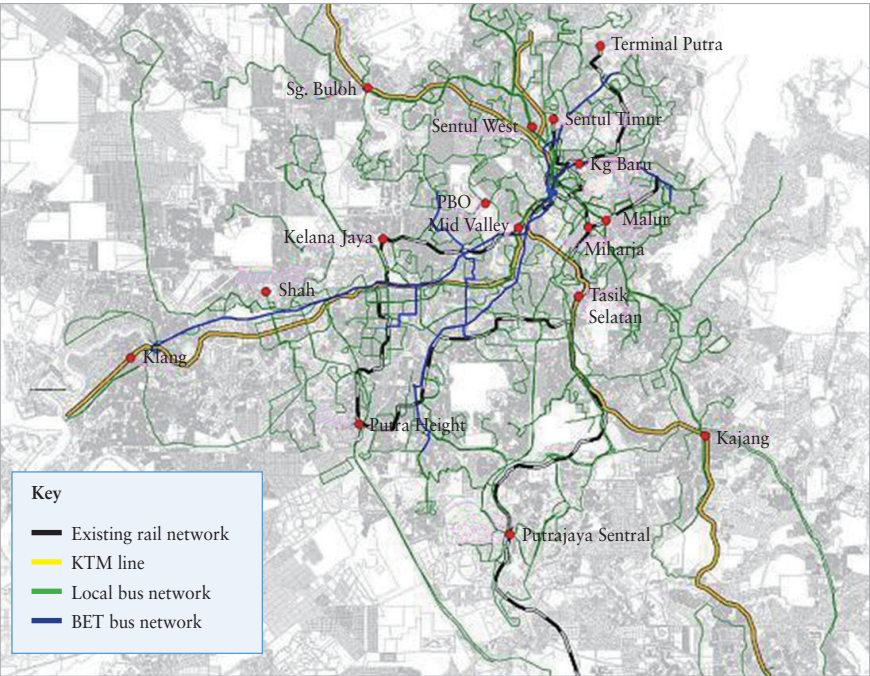 Terminal Putra
Sg. Buloh
Sentul West
Sentul Timur
Kg Baru
PBO
Mid Valley
Malur
Kelana Jaya
Miharja
Shah
Tasik
Selatan
Klang
Putra Height
Kajang
Putrajaya Sentral
Key
Existing rail network
KTM line
Local bus network
BET bus network